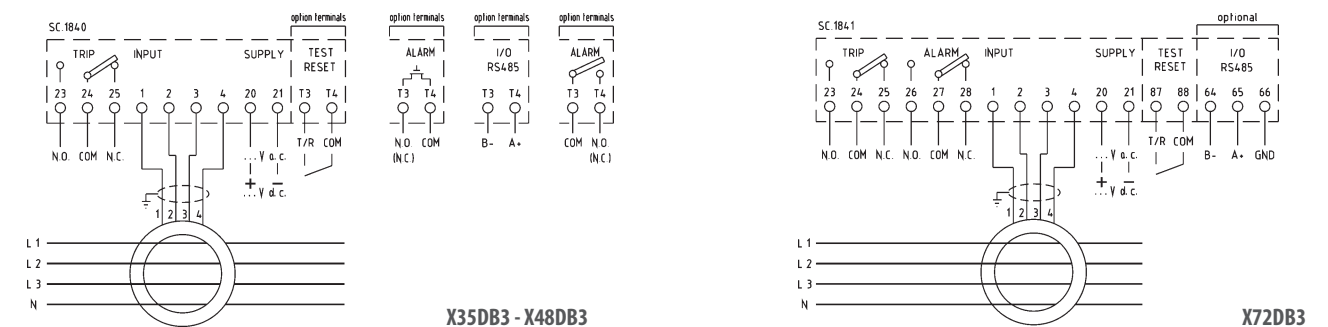 SC.1840
option terminals
TRIP INPUT SUPPLY TEST RESET
23 24 25 1 2 3 4 20 21 T3 T4
N.O. COM N.C. T/R COM
...V a.c.
+ −
...V d.c.
1 2 3 4
L 1
L 2
L 3
N
option terminals
ALARM
T3 T4
N.O. COM
(N.C.)
option terminals
I/O
RS485
T3 T4
B- A+
option terminals
ALARM
T3 T4
COM N.O.
(N.C.)
X35DB3 - X48DB3
SC.1841
optional
TRIP ALARM INPUT SUPPLY TEST RESET I/O RS485
23 24 25 26 27 28 1 2 3 4 20 21 87 88 64 65 66
N.O. COM N.C. N.O. COM N.C. T/R COM B- A+ GND
...V a.c.
+ −
...V d.c.
1 2 3 4
L 1
L 2
L 3
N
X72DB3